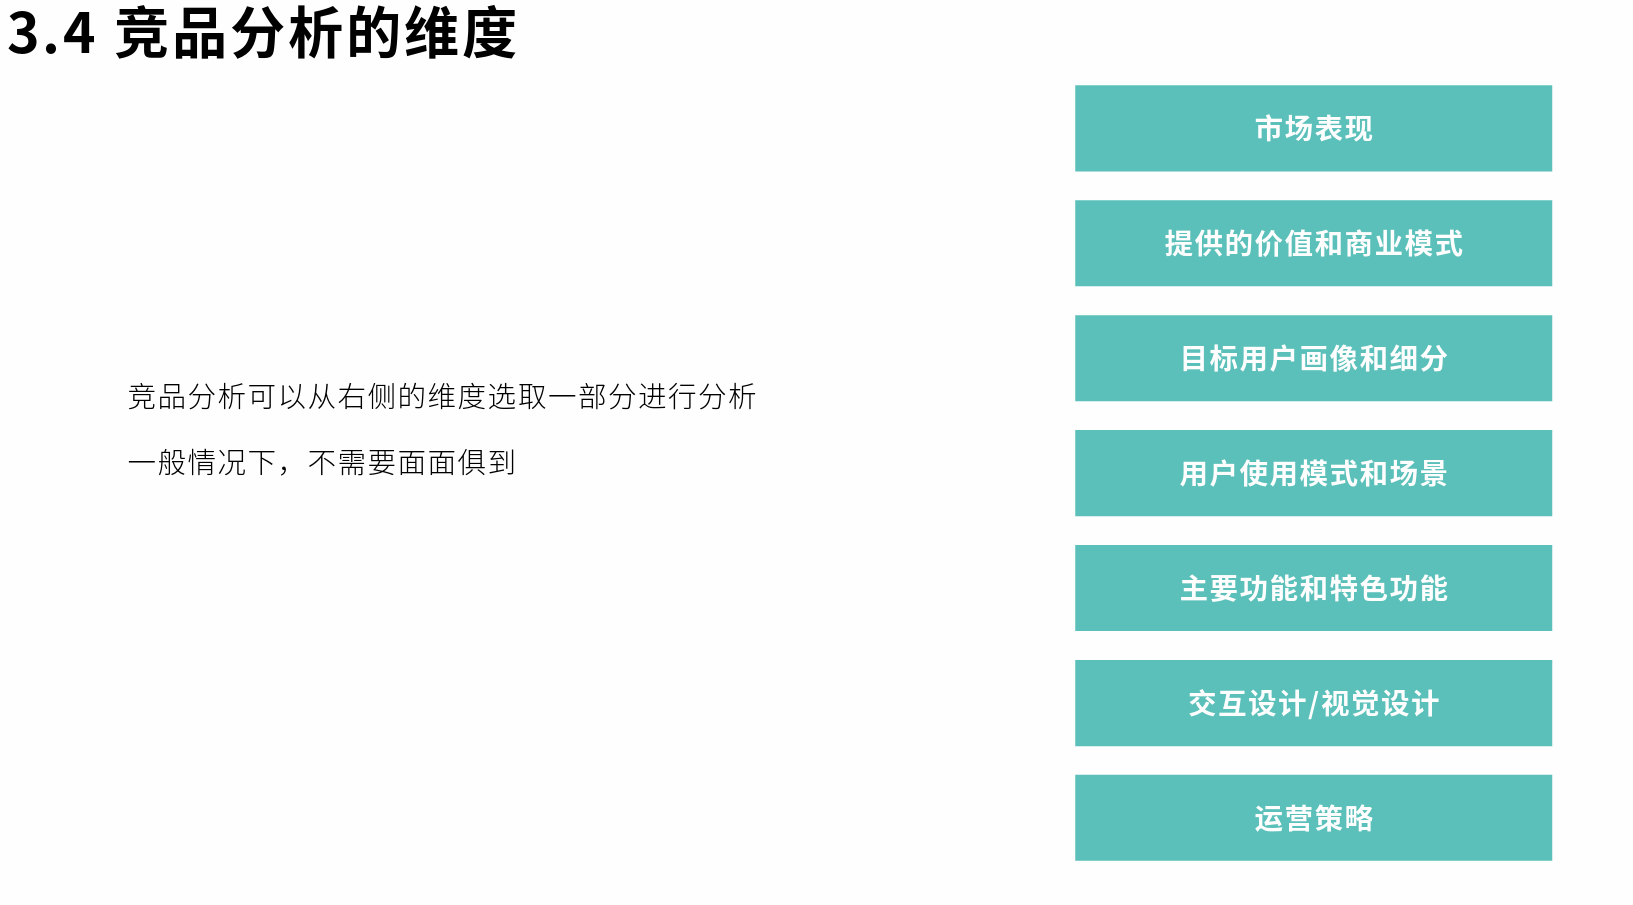 3.4 竞品分析的维度
竞品分析可以从右侧的维度选取一部分进行分析
一般情况下，不需要面面俱到
市场表现
提供的价值和商业模式
目标用户画像和细分
用户使用模式和场景
主要功能和特色功能
交互设计/视觉设计
运营策略